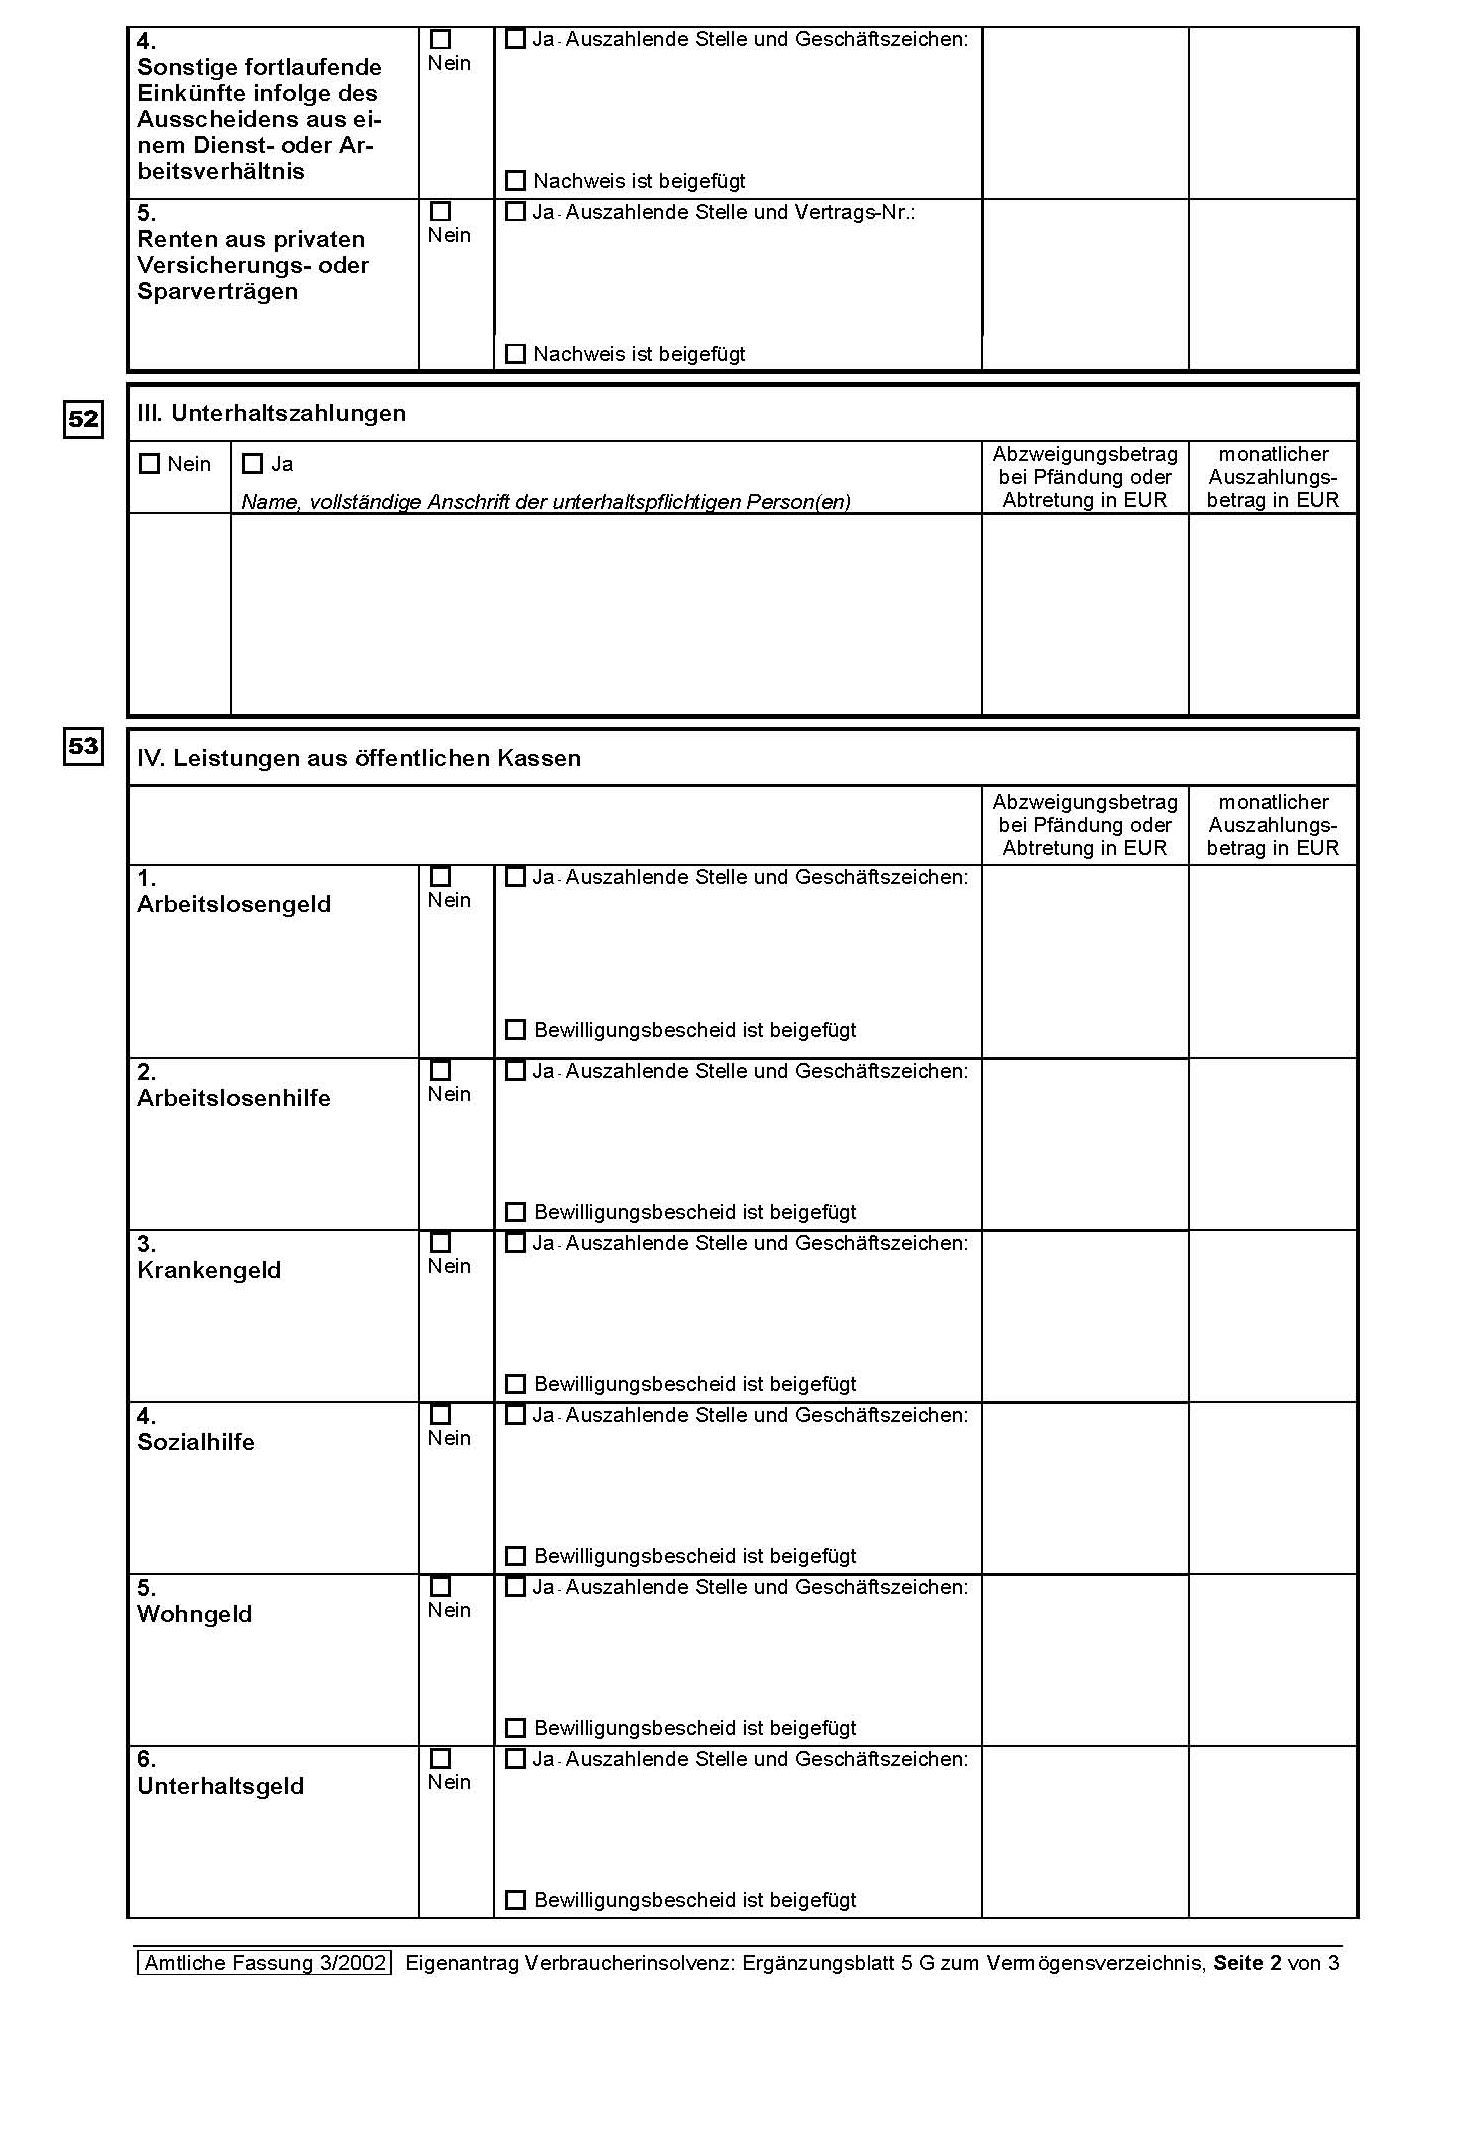 4.
Sonstige fortlaufende
Einkünfte infolge des
Ausscheidens aus ei-
nem Dienst- oder Ar-
beitsverhältnis
Nein
Ja - Auszahlende Stelle und Geschäftszeichen:
Nachweis ist beigefügt
5.
Renten aus privaten
Versicherungs- oder
Sparverträgen
Nein
Ja - Auszahlende Stelle und Vertrags-Nr.:
Nachweis ist beigefügt
52
III. Unterhaltszahlungen
Nein
Ja
Name, vollständige Anschrift der unterhaltspflichtigen Person(en)
Abzweigungsbetrag
bei Pfändung oder
Abtretung in EUR
monatlicher
Auszahlungs-
betrag in EUR
53
IV. Leistungen aus öffentlichen Kassen
Abzweigungsbetrag
bei Pfändung oder
Abtretung in EUR
monatlicher
Auszahlungs-
betrag in EUR
1.
Arbeitslosengeld
Nein
Ja - Auszahlende Stelle und Geschäftszeichen:
Bewilligungsbescheid ist beigefügt
2.
Arbeitslosenhilfe
Nein
Ja - Auszahlende Stelle und Geschäftszeichen:
Bewilligungsbescheid ist beigefügt
3.
Krankengeld
Nein
Ja - Auszahlende Stelle und Geschäftszeichen:
Bewilligungsbescheid ist beigefügt
4.
Sozialhilfe
Nein
Ja - Auszahlende Stelle und Geschäftszeichen:
Bewilligungsbescheid ist beigefügt
5.
Wohngeld
Nein
Ja - Auszahlende Stelle und Geschäftszeichen:
Bewilligungsbescheid ist beigefügt
6.
Unterhaltsgeld
Nein
Ja - Auszahlende Stelle und Geschäftszeichen:
Bewilligungsbescheid ist beigefügt
Amtliche Fassung 3/2002 Eigenantrag Verbraucherinsolvenz: Ergänzungsblatt 5 G zum Vermögensverzeichnis, Seite 2 von 3